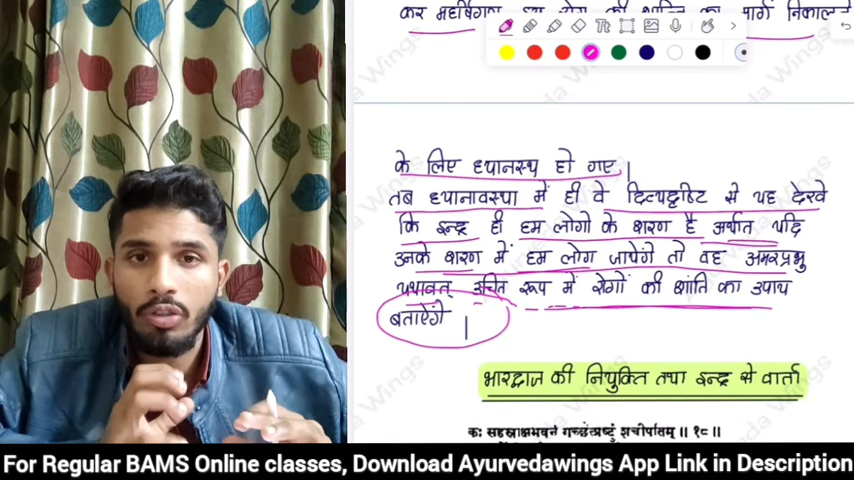 कर महर्षिगण
मार्ग निकालने
के लिए ध्यानस्थ हो गए |
तब ध्यानावस्था में ही वे दिव्यदृष्टि से यह देखे
कि इन्द्र ही हम लोगो के शरण है अर्थात यदि
उनके शरण में हम लोग जायेंगे तो वह अमरप्रभु
यथावत् उचित रूप में रोगों की शांति का उपाय
बताऐंगे |
भारद्वाज की नियुक्ति तथा इन्द्र से वार्ता
कः सहस्राक्षभवनं गच्छेत्प्रष्टुं शचीपतिम् ॥ १८ ॥
For Regular BAMS Online classes, Download Ayurvedawings App Link in Description